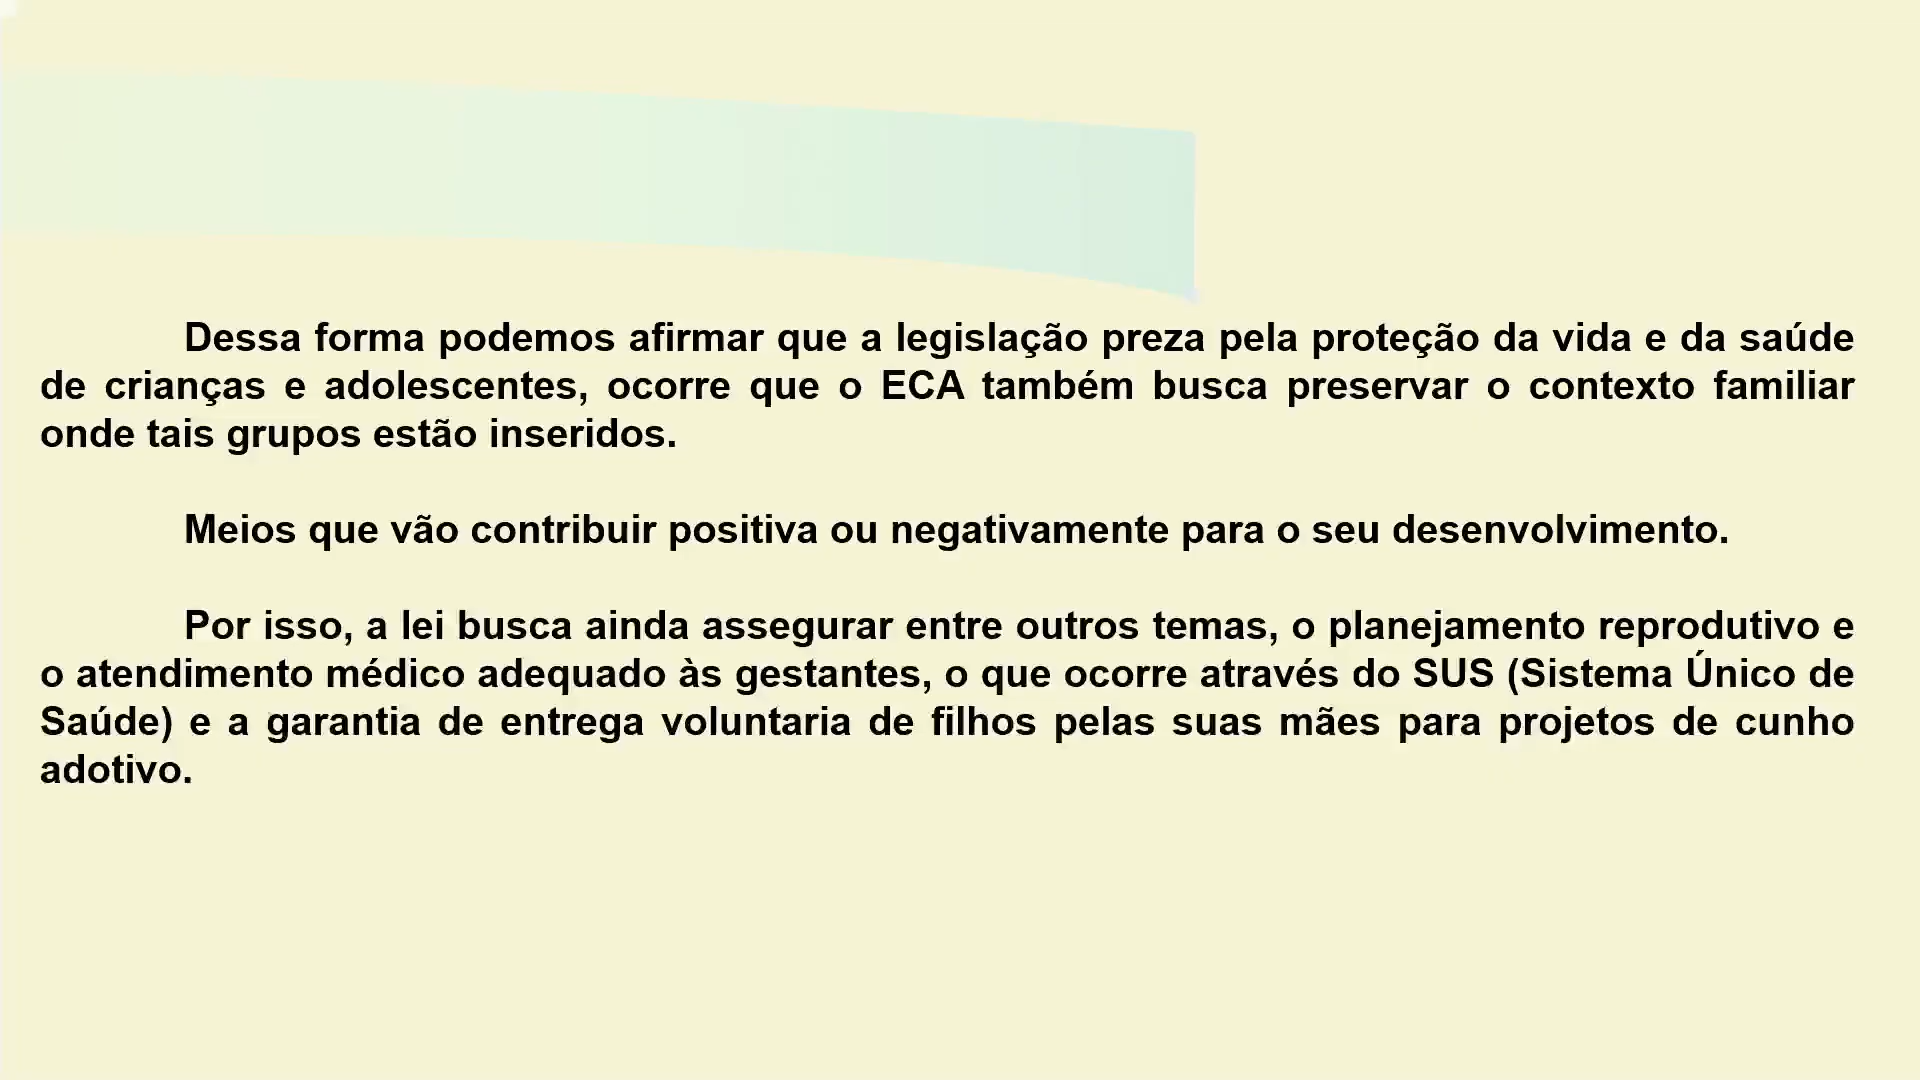 Dessa forma podemos afirmar que a legislação preza pela proteção da vida e da saúde
de crianças e adolescentes, ocorre que o ECA também busca preservar o contexto familiar
onde tais grupos estão inseridos.
Meios que vão contribuir positiva ou negativamente para o seu desenvolvimento.
Por isso, a lei busca ainda assegurar entre outros temas, o planejamento reprodutivo e
o atendimento médico adequado às gestantes, o que ocorre através do SUS (Sistema Único de
Saúde) e a garantia de entrega voluntaria de filhos pelas suas mães para projetos de cunho
adotivo.